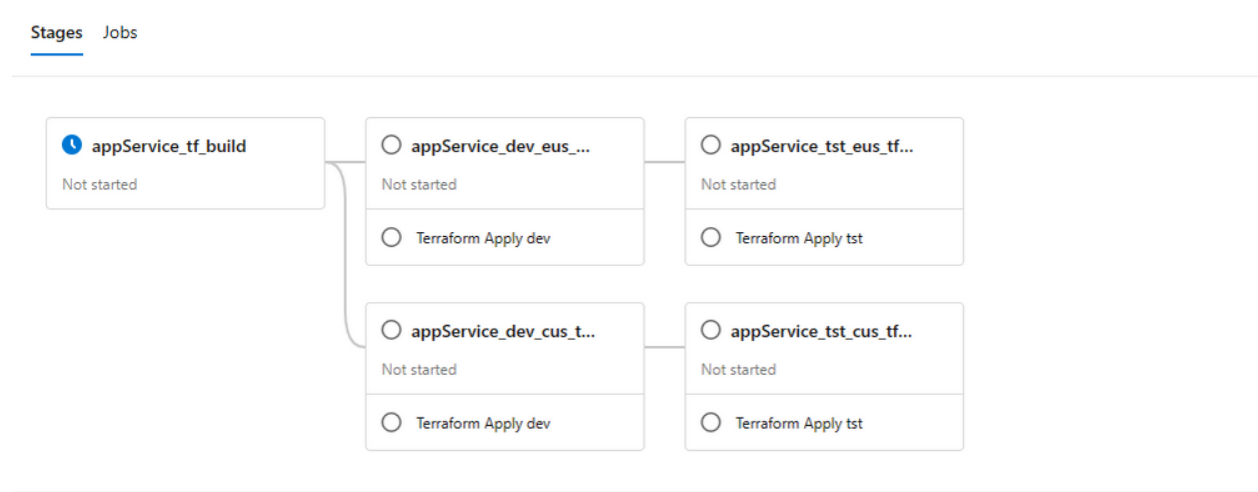 Stages Jobs
appService_tf_build
Not started
appService_dev_eus_...
Not started
Terraform Apply dev
appService_tst_eus_tf...
Not started
Terraform Apply tst
appService_dev_cus_t...
Not started
Terraform Apply dev
appService_tst_cus_tf...
Not started
Terraform Apply tst